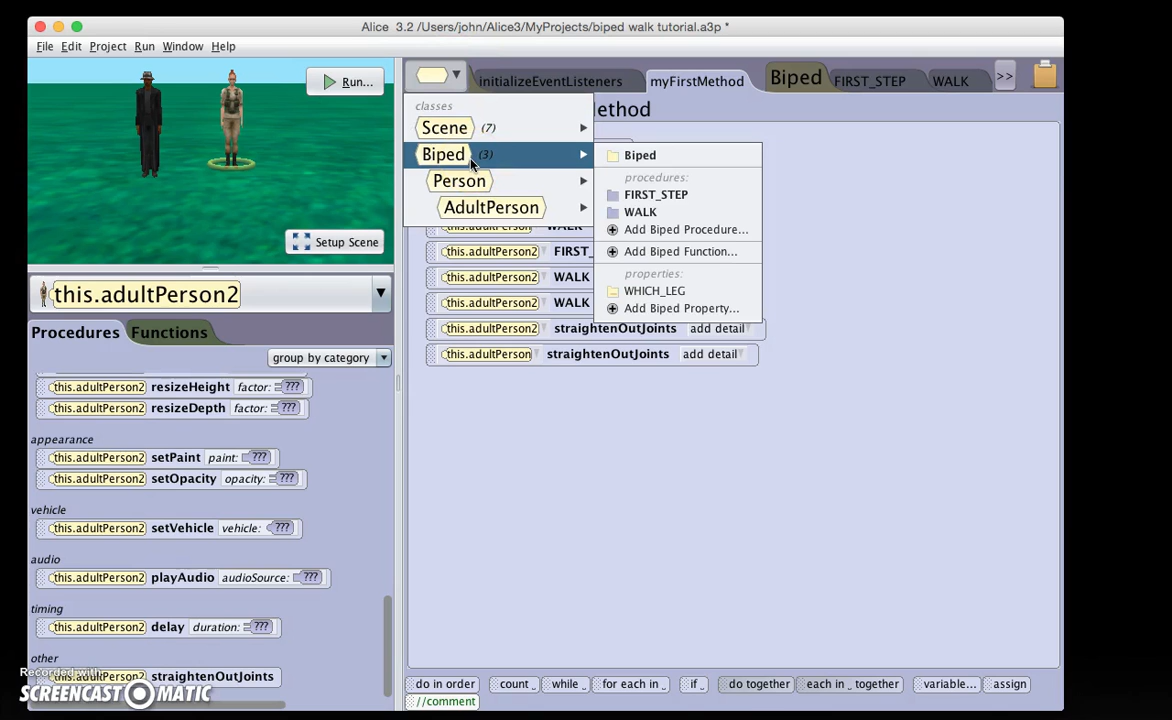 Alice 3.2 /Users/john/Alice3/MyProjects/biped walk tutorial.a3p *
File Edit Project Run Window Help
Run...
Setup Scene
this.adultPerson2
Procedures Functions
group by category
this.adultPerson2 resizeHeight factor: ???
this.adultPerson2 resizeDepth factor: ???
appearance
this.adultPerson2 setPaint paint: ???
this.adultPerson2 setOpacity opacity: ???
vehicle
this.adultPerson2 setVehicle vehicle: ???
audio
this.adultPerson2 playAudio audioSource: ???
timing
this.adultPerson2 delay duration: ???
other
this.adultPerson2 straightenOutJoints
Recorded with
SCREENCAST MATIC
initializeEventListeners myFirstMethod Biped FIRST_STEP WALK >>
ethod
classes
Scene (7)
Biped (3)
Person
AdultPerson
Biped
procedures:
FIRST_STEP
WALK
Add Biped Procedure...
Add Biped Function...
properties:
WHICH_LEG
Add Biped Property...
this.adultPerson2 FIRST_
this.adultPerson2 WALK
this.adultPerson2 WALK
this.adultPerson2 straightenOutJoints add detail
this.adultPerson straightenOutJoints add detail
do in order count while for each in if do together each in _ together variable... assign
//comment